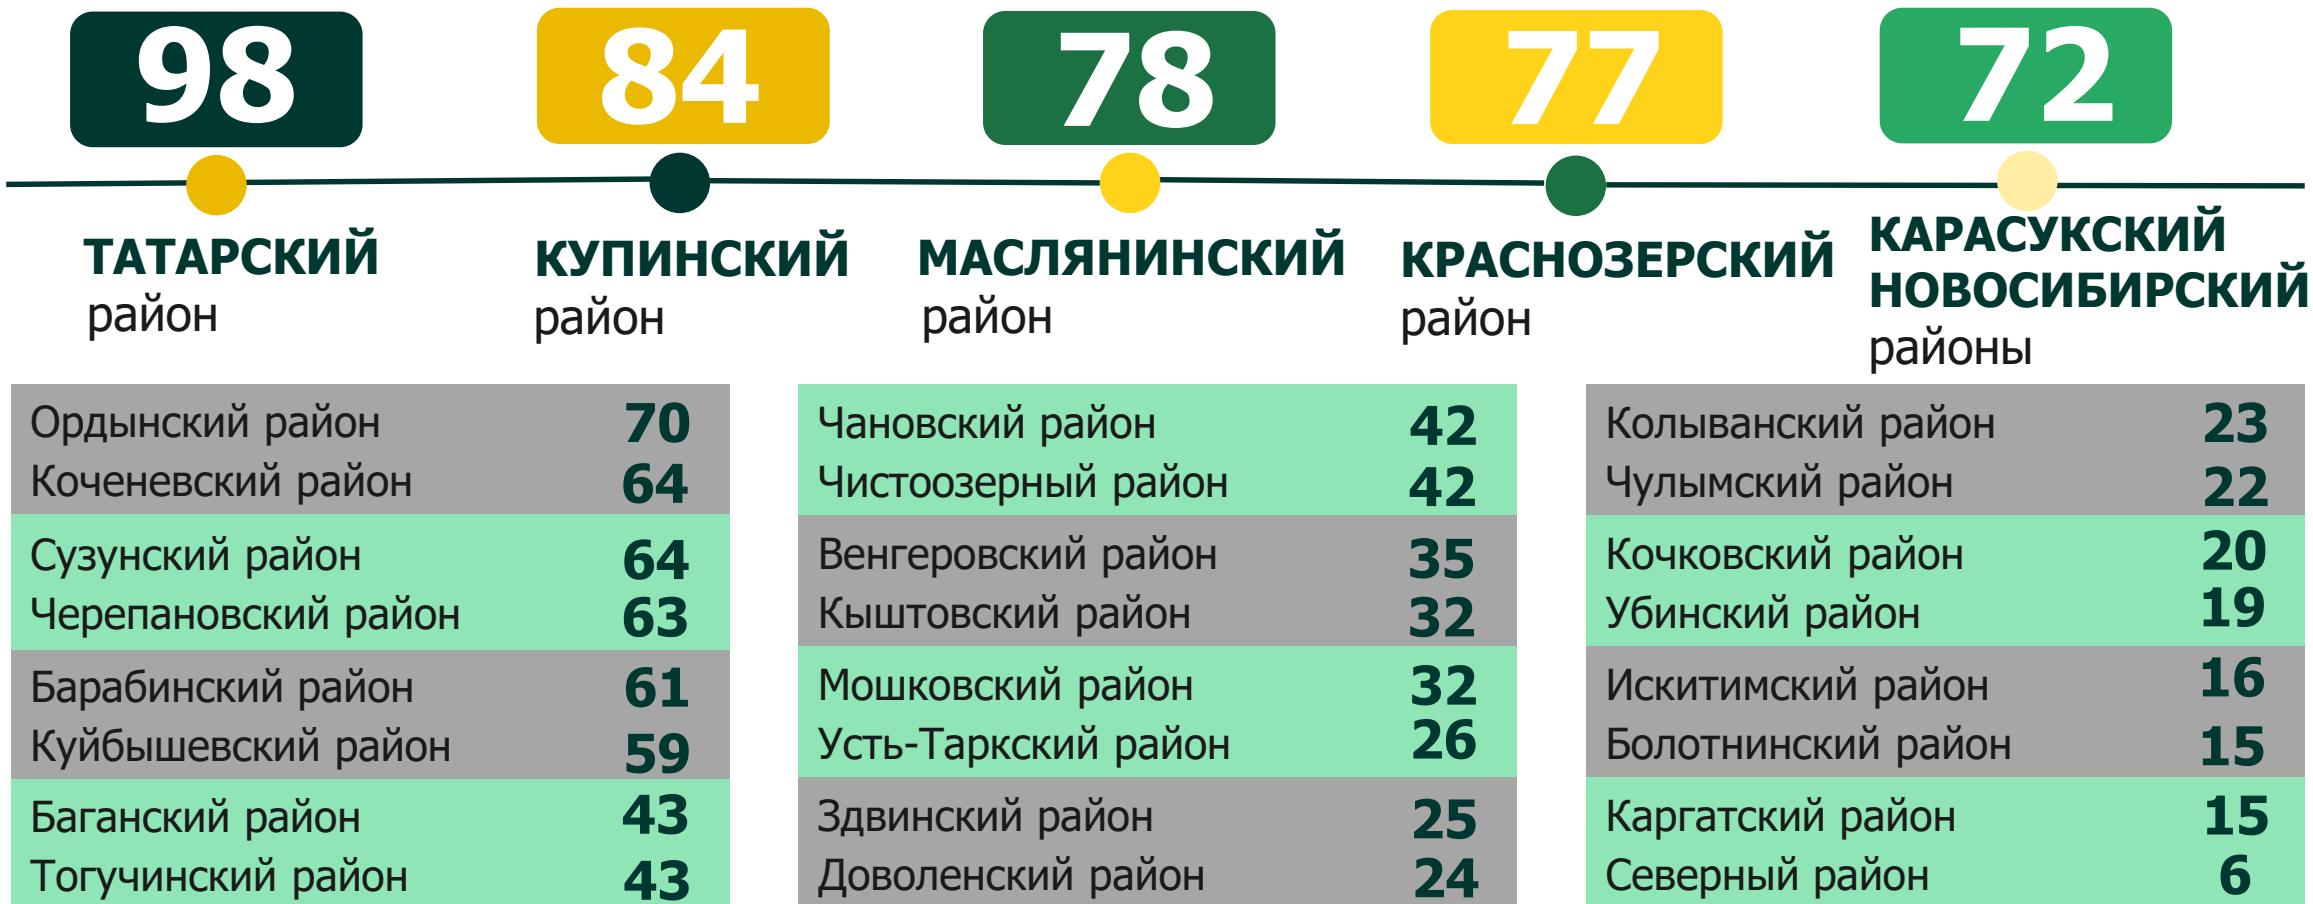 98
84
78
77
72
ТАТАРСКИЙ
район
КУПИНСКИЙ
район
МАСЛЯНИНСКИЙ
район
КРАСНОЗЕРСКИЙ
район
КАРАСУКСКИЙ
НОВОСИБИРСКИЙ
районы
Ордынский район 70
Коченевский район 64
Сузунский район 64
Черепановский район 63
Барабинский район 61
Куйбышевский район 59
Баганский район 43
Тогучинский район 43
Чановский район 42
Чистоозерный район 42
Венгеровский район 35
Кыштовский район 32
Мошковский район 32
Усть-Таркский район 26
Здвинский район 25
Доволенский район 24
Колыванский район 23
Чулымский район 22
Кочковский район 20
Убинский район 19
Искитимский район 16
Болотнинский район 15
Каргатский район 15
Северный район 6